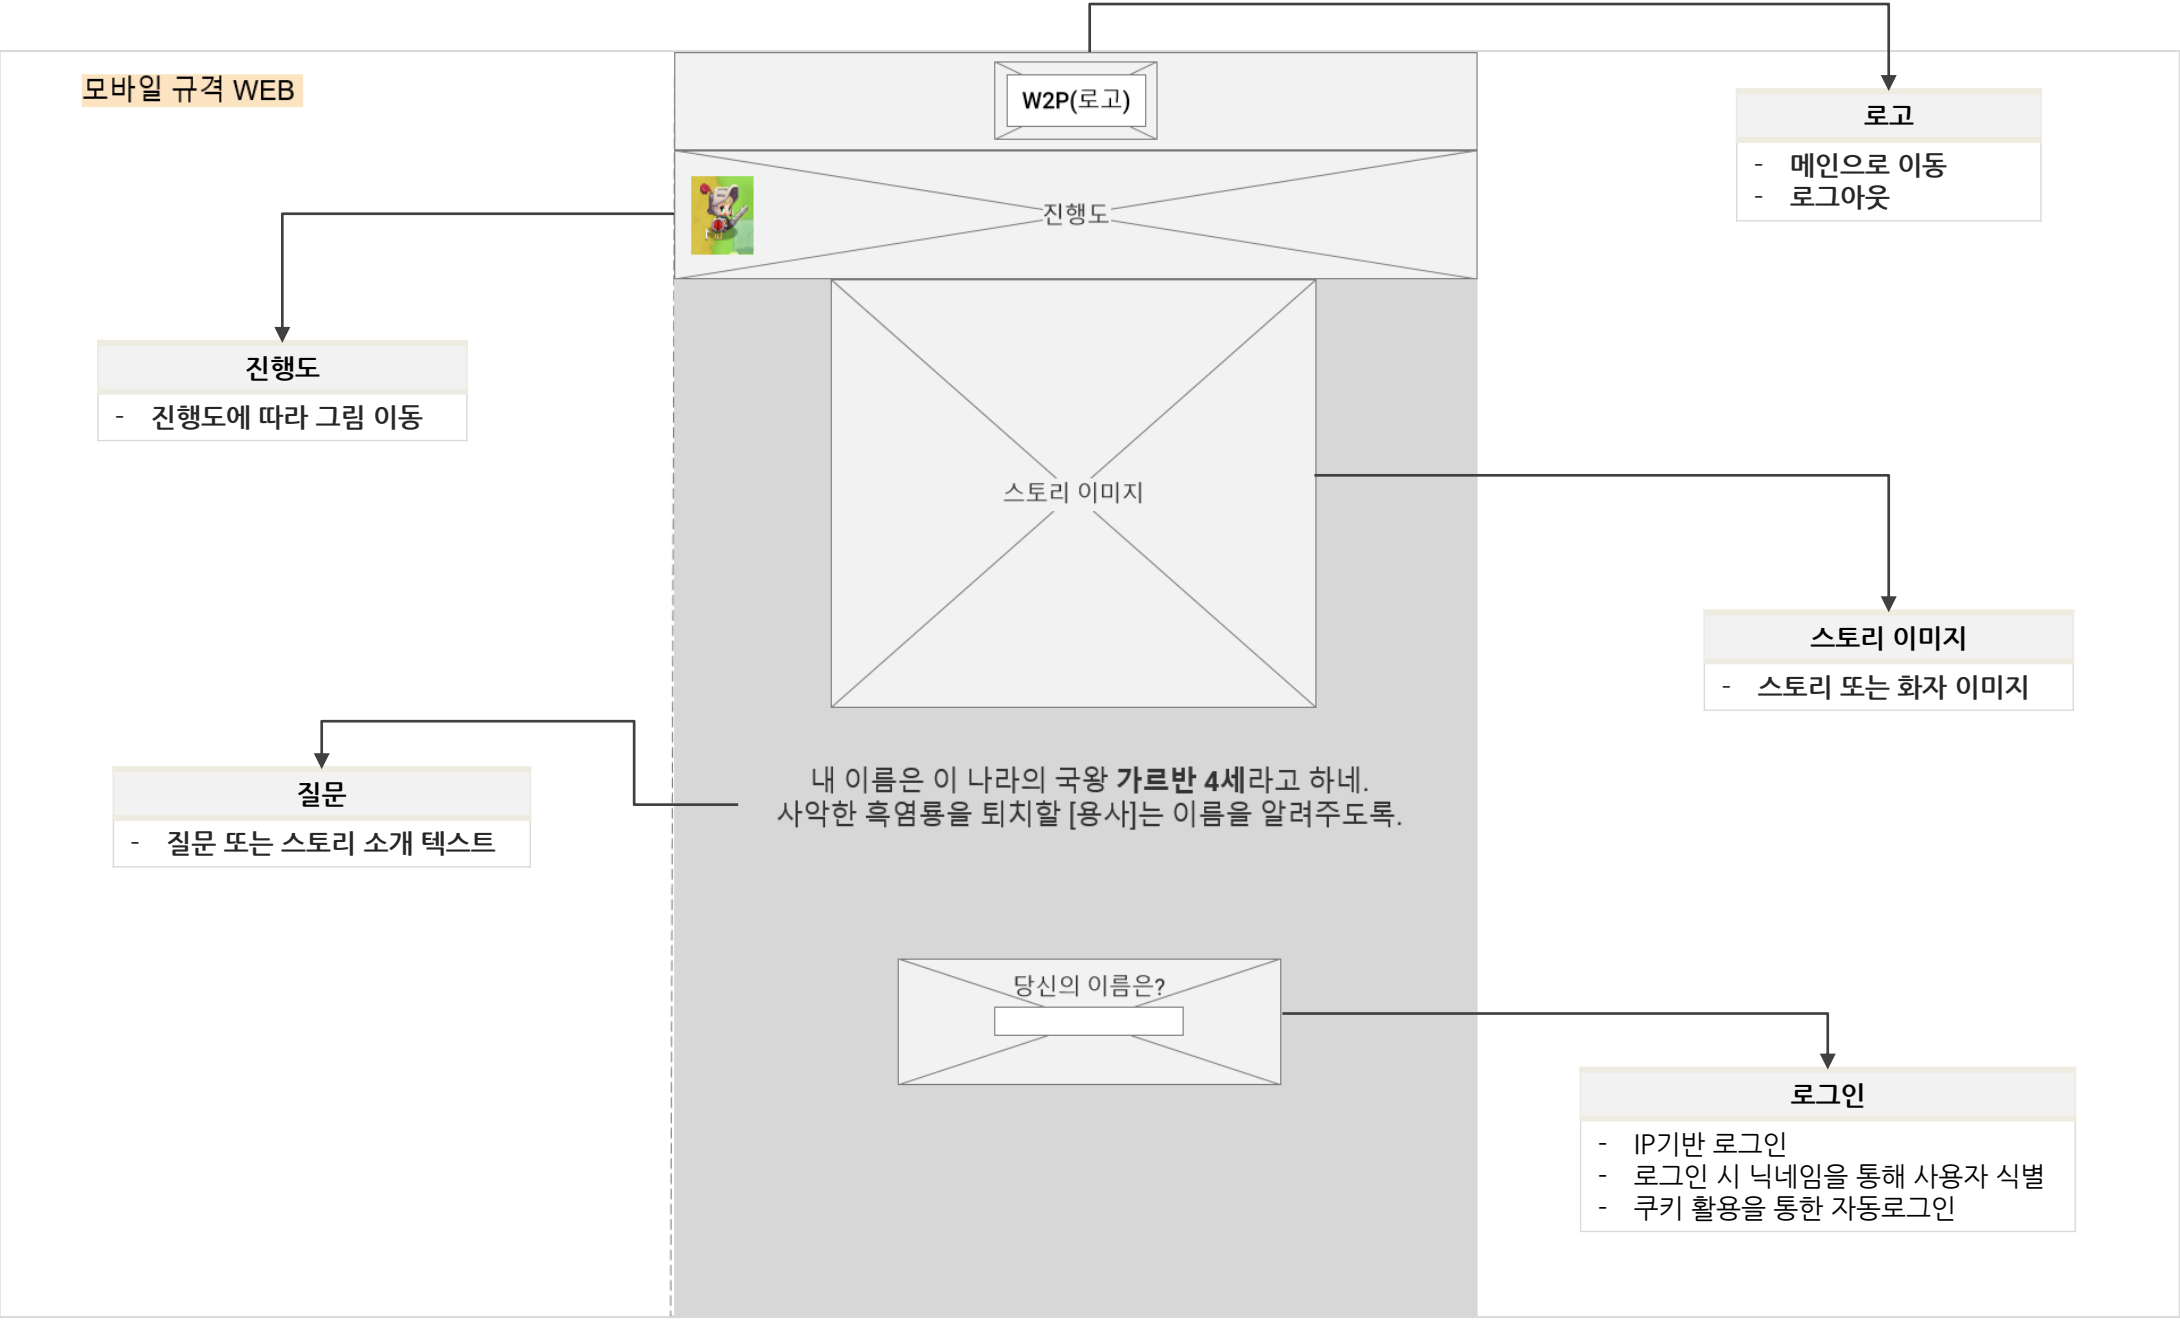 모바일 규격 WEB
W2P(로고)
로고
- 메인으로 이동
- 로그아웃
진행도
진행도
- 진행도에 따라 그림 이동
스토리 이미지
스토리 이미지
- 스토리 또는 화자 이미지
내 이름은 이 나라의 국왕 가르반 4세라고 하네.
사악한 흑염룡을 퇴치할 [용사]는 이름을 알려주도록.
질문
- 질문 또는 스토리 소개 텍스트
당신의 이름은?
로그인
- IP기반 로그인
- 로그인 시 닉네임을 통해 사용자 식별
- 쿠키 활용을 통한 자동로그인